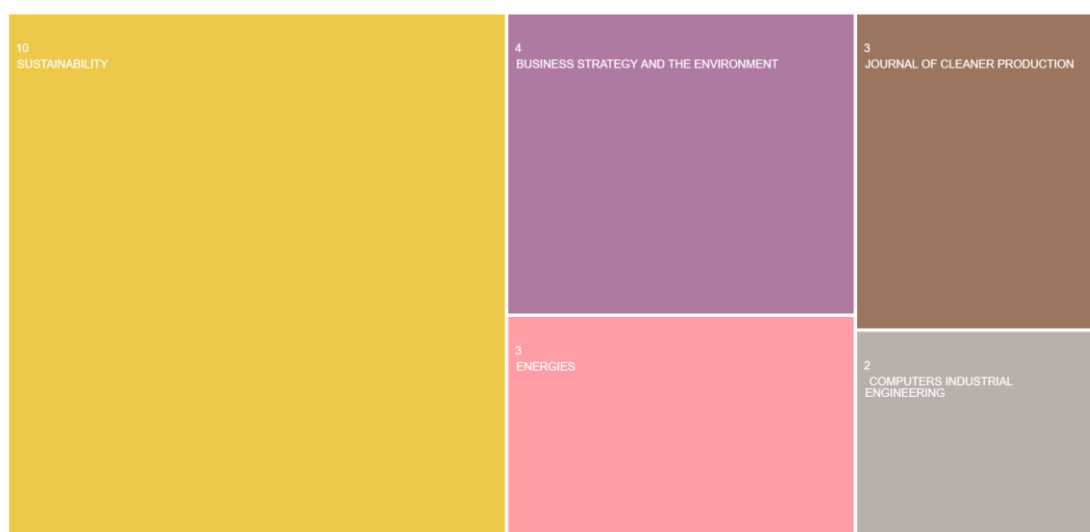 10
SUSTAINABILITY
4
BUSINESS STRATEGY AND THE ENVIRONMENT
3
JOURNAL OF CLEANER PRODUCTION
3
ENERGIES
2
COMPUTERS INDUSTRIAL
ENGINEERING